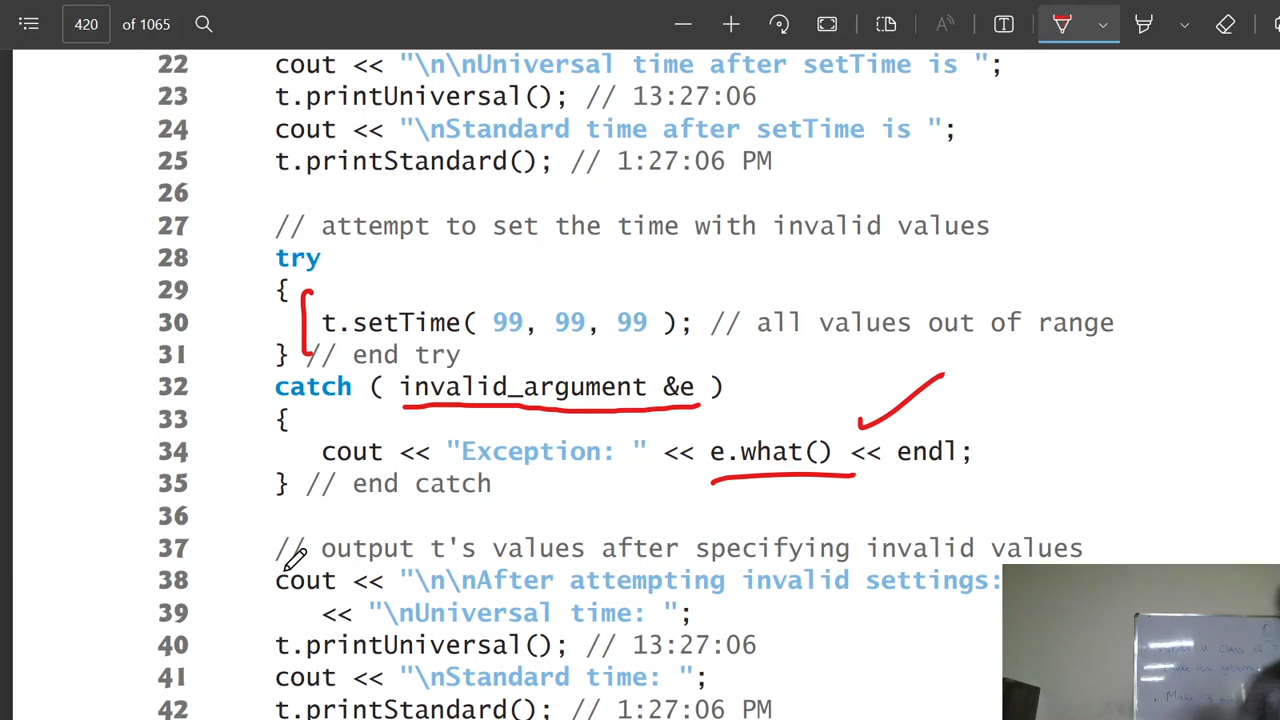 420 of 1065
22 cout << "\n\nUniversal time after setTime is ";
23 t.printUniversal(); // 13:27:06
24 cout << "\nStandard time after setTime is ";
25 t.printStandard(); // 1:27:06 PM
26
27 // attempt to set the time with invalid values
28 try
29 {
30 t.setTime( 99, 99, 99 ); // all values out of range
31 } // end try
32 catch ( invalid_argument &e )
33 {
34 cout << "Exception: " << e.what() << endl;
35 } // end catch
36
37 // output t's values after specifying invalid values
38 cout << "\n\nAfter attempting invalid settings:
39 << "\nUniversal time: ";
40 t.printUniversal(); // 13:27:06
41 cout << "\nStandard time: ";
42 t.printStandard(); // 1:27:06 PM
class
Make